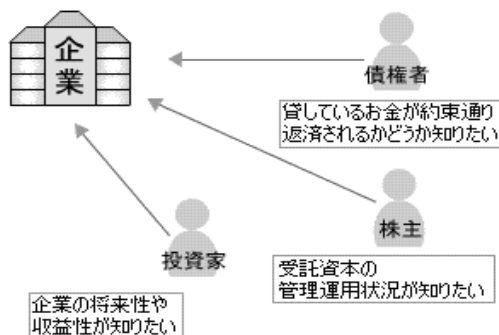 企
業
債権者
貸しているお金が約束通り
返済されるかどうか知りたい
株主
受託資本の
管理運用状況が知りたい
投資家
企業の将来性や
収益性が知りたい